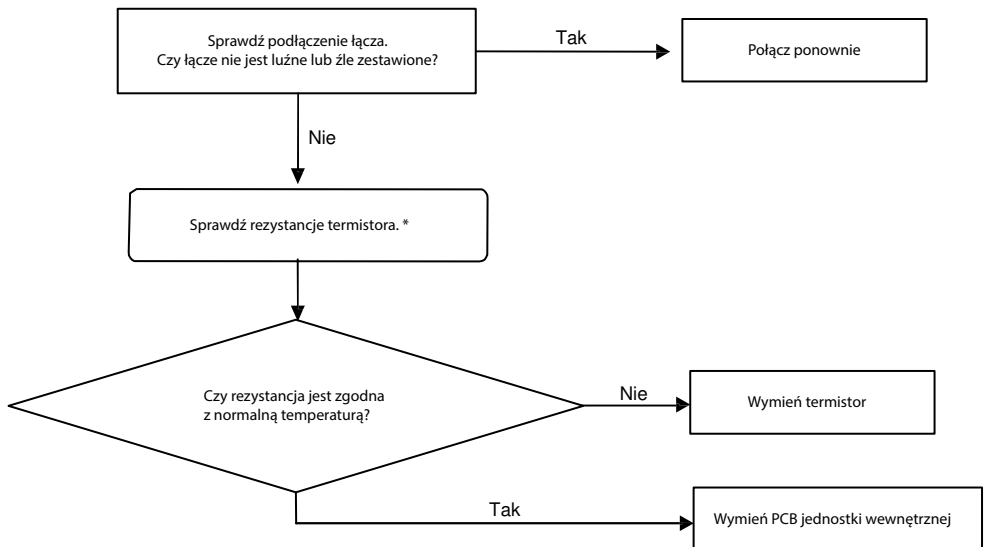 Sprawdź podłączenie łącza.
Czy łącze nie jest luźne lub źle zestawione?
Tak
Połącz ponownie
Nie
Sprawdź rezystancje termistora. *
Czy rezystancja jest zgodna
z normalną temperaturą?
Nie
Wymień termistor
Tak
Wymień PCB jednostki wewnętrznej